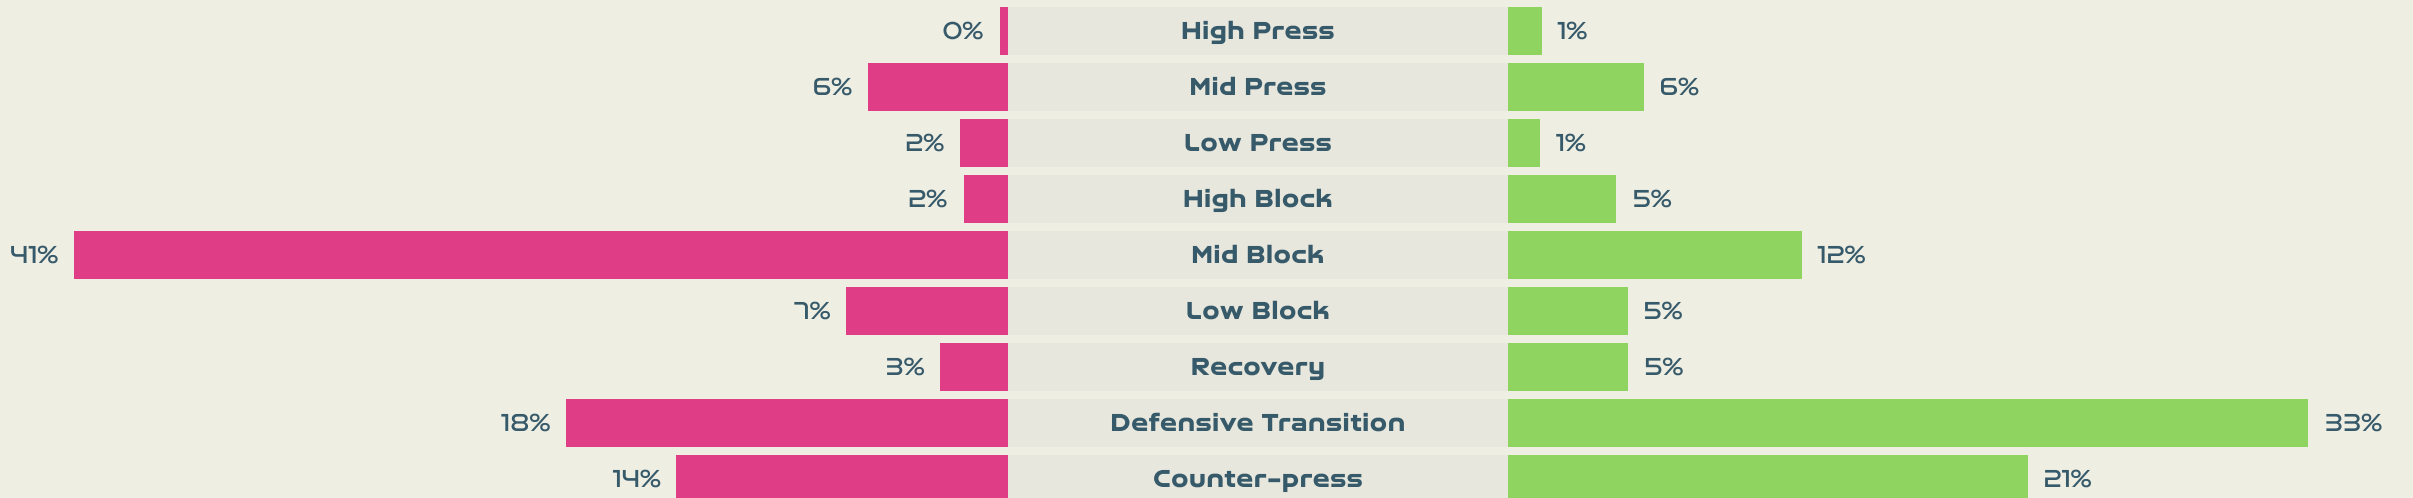 0% High Press 1%
6% Mid Press 6%
2% Low Press 1%
2% High Block 5%
41% Mid Block 12%
7% Low Block 5%
3% Recovery 5%
18% Defensive Transition 33%
14% Counter-press 21%